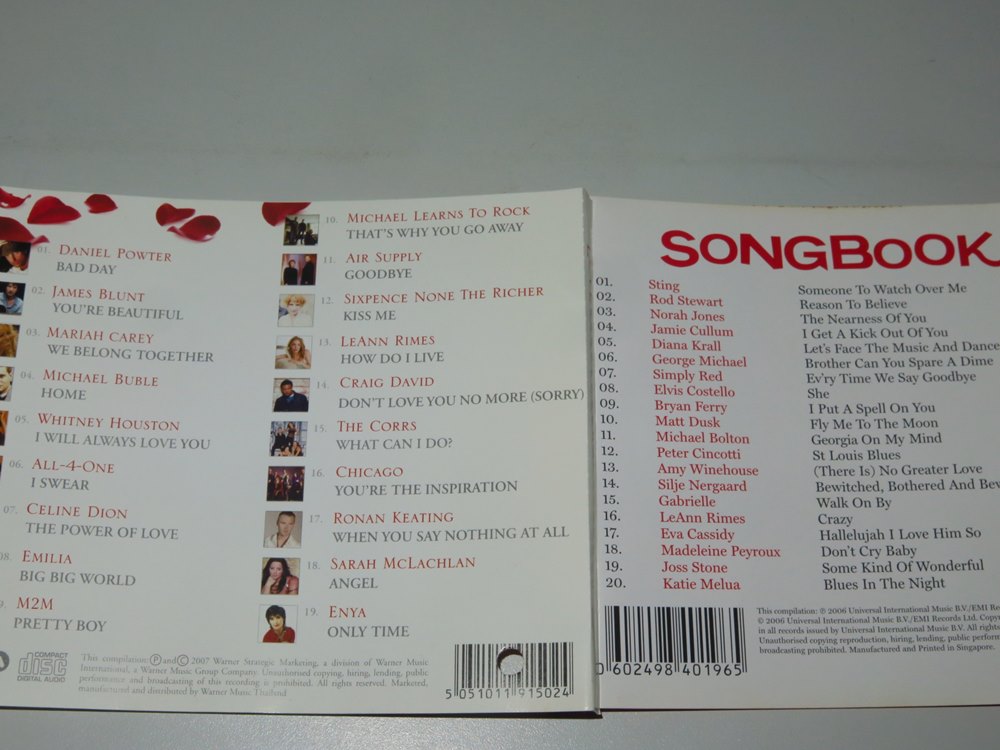 01. DANIEL POWTER
BAD DAY
02. JAMES BLUNT
YOU'RE BEAUTIFUL
03. MARIAH CAREY
WE BELONG TOGETHER
04. MICHAEL BUBLE
HOME
05. WHITNEY HOUSTON
I WILL ALWAYS LOVE YOU
06. ALL-4-ONE
I SWEAR
07. CELINE DION
THE POWER OF LOVE
08. EMILIA
BIG BIG WORLD
M2M
PRETTY BOY
10. MICHAEL LEARNS TO ROCK
THAT'S WHY YOU GO AWAY
11. AIR SUPPLY
GOODBYE
12. SIXPENCE NONE THE RICHER
KISS ME
13. LEANN RIMES
HOW DO I LIVE
14. CRAIG DAVID
DON'T LOVE YOU NO MORE (SORRY)
15. THE CORRS
WHAT CAN I DO?
16. CHICAGO
YOU'RE THE INSPIRATION
17. RONAN KEATING
WHEN YOU SAY NOTHING AT ALL
18. SARAH MCLACHLAN
ANGEL
19. ENYA
ONLY TIME
COMPACT
disc
DIGITAL AUDIO
This compilation: ℗ and © 2007 Warner Strategic Marketing, a division of Warner Music
International, a Warner Music Group Company. Unauthorised copying, hiring, lending, public
performance and broadcasting of this recording is prohibited. All rights reserved. Marketed,
manufactured and distributed by Warner Music Thailand
5 051011 915024
SONGBOOK
01. Sting Someone To Watch Over Me
02. Rod Stewart Reason To Believe
03. Norah Jones The Nearness Of You
04. Jamie Cullum I Get A Kick Out Of You
05. Diana Krall Let's Face The Music And Dance
06. George Michael Brother Can You Spare A Dime
07. Simply Red Ev'ry Time We Say Goodbye
08. Elvis Costello She
09. Bryan Ferry I Put A Spell On You
10. Matt Dusk Fly Me To The Moon
11. Michael Bolton Georgia On My Mind
12. Peter Cincotti St Louis Blues
13. Amy Winehouse (There Is) No Greater Love
14. Silje Nergaard Bewitched, Bothered And Bew
15. Gabrielle Walk On By
16. LeAnn Rimes Crazy
17. Eva Cassidy Hallelujah I Love Him So
18. Madeleine Peyroux Don't Cry Baby
19. Joss Stone Some Kind Of Wonderful
20. Katie Melua Blues In The Night
0 602498 401965
This compilation: ℗ 2006 Universal International Music B.V./EMI Re
© 2006 Universal International Music B.V./EMI Records Ltd. Copyr
in all records issued by Universal International Music B.V. All rights
Unauthorised copying reproduction, hiring, lending, public perform
broadcasting prohibited. Manufactured and Printed in Singapore.